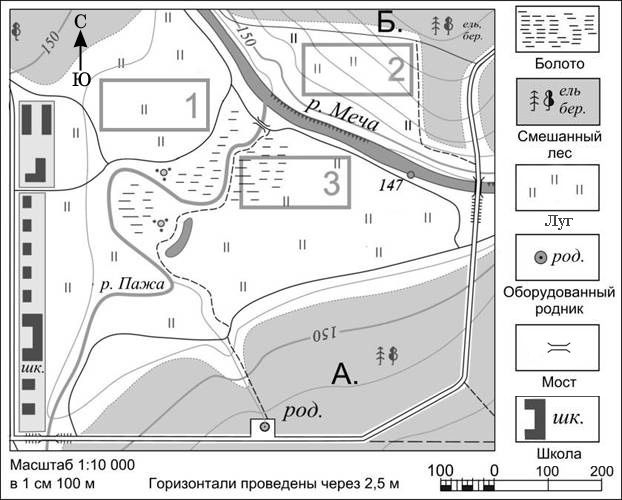 С
Ю
150
150
Б.
ель,
бер.
1
2
р. Меча
3
147
р. Пажа
шк.
150
А.
род.
Болото
ель
бер.
Смешанный
лес
Луг
род.
Оборудованный
родник
Мост
шк.
Школа
Масштаб 1:10 000
в 1 см 100 м
Горизонтали проведены через 2,5 м
100 0 100 200